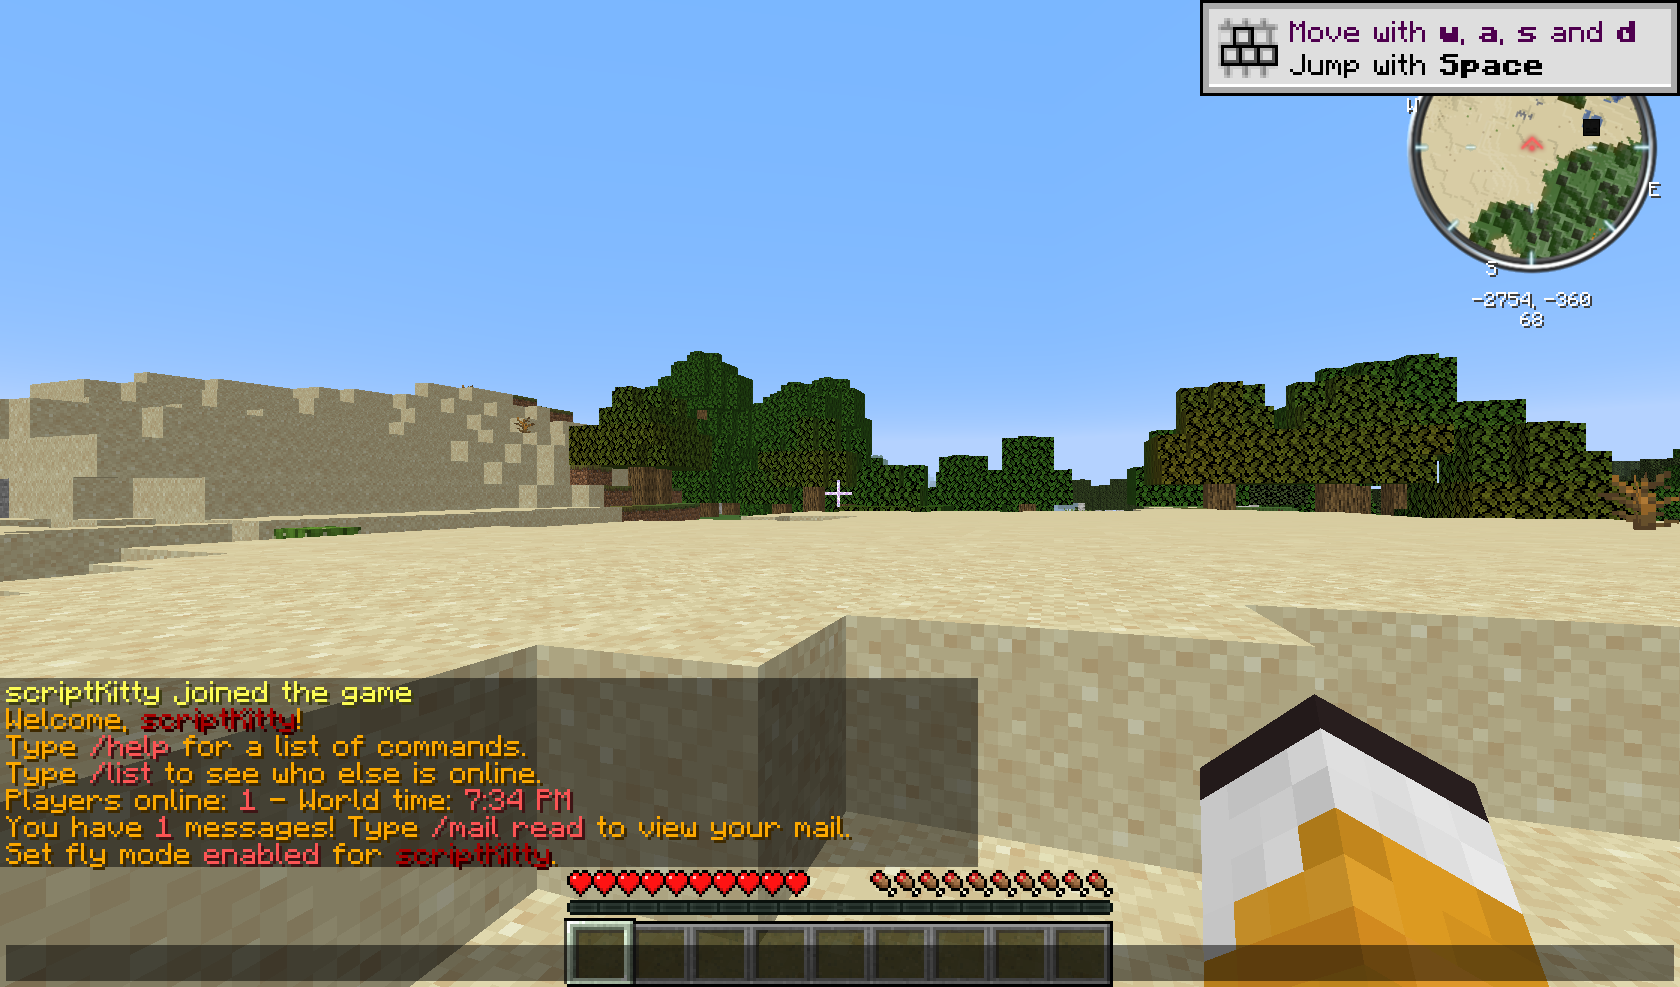 Move with w, a, s and d
Jump with Space
W
E
S
-2754, -360
68
scriptKitty joined the game
Welcome, scriptKitty!
Type /help for a list of commands.
Type /list to see who else is online.
Players online: 1 - World time: 7:34 PM
You have 1 messages! Type /mail read to view your mail.
Set fly mode enabled for scriptKitty.